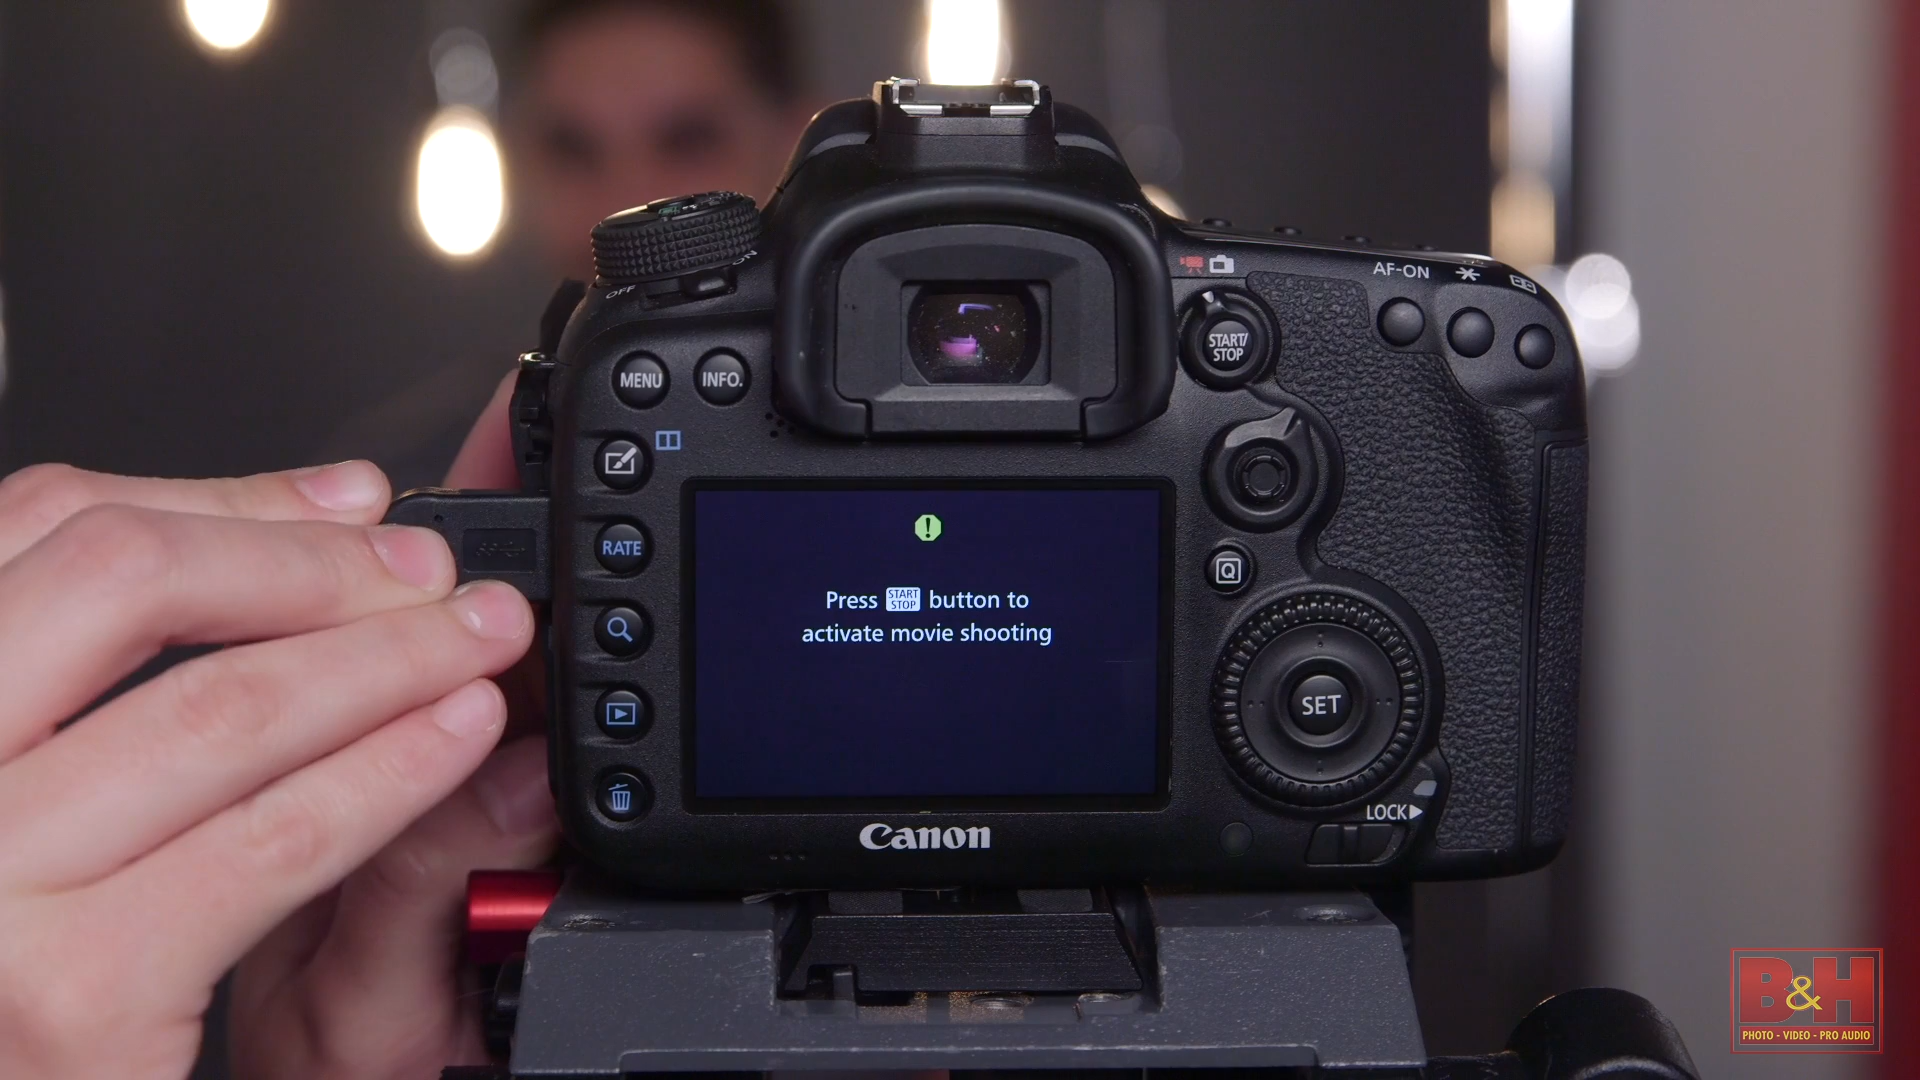 OFF
ON
AF-ON
MENU
INFO.
START/
STOP
RATE
Q
Press START STOP button to
activate movie shooting
SET
LOCK
Canon
B&H
PHOTO - VIDEO - PRO AUDIO